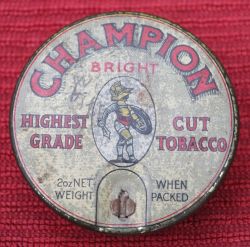 CHAMPION
BRIGHT
HIGHEST CUT
GRADE TOBACCO
2oz NET WHEN
WEIGHT PACKED